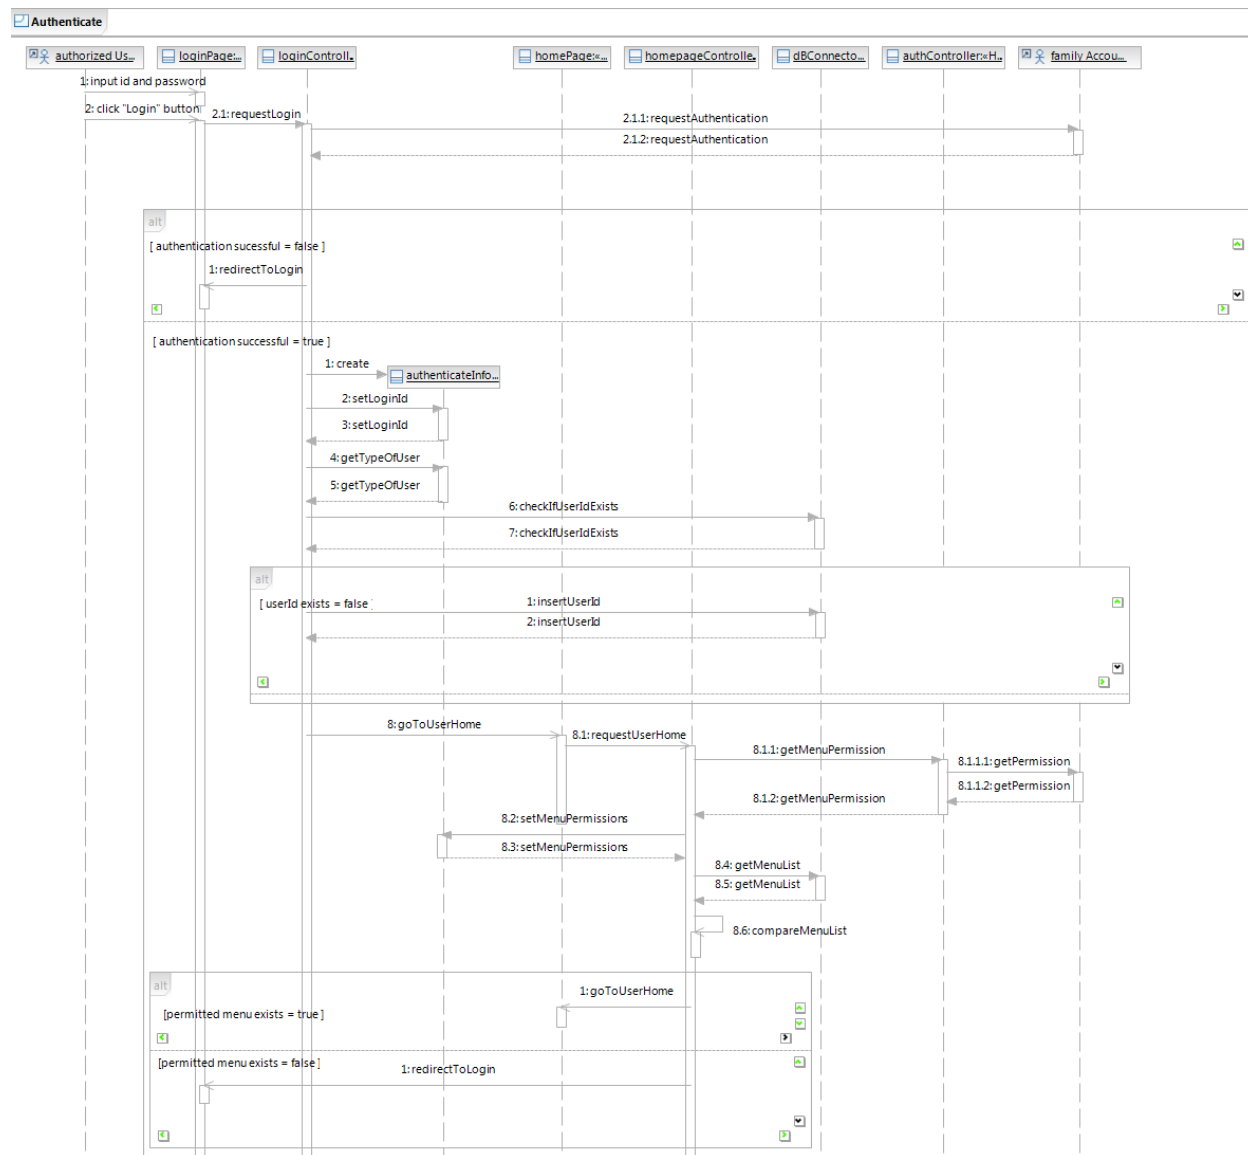 Authenticate
authorized Us...
loginPage:...
loginControll.
homePage:«...
homepageControlle.
dBConnecto...
authController:«H..
family Accou...
1: input id and password
2: click "Login" button
2.1: requestLogin
2.1.1: requestAuthentication
2.1.2: requestAuthentication
alt
[ authentication sucessful = false ]
1: redirectToLogin
[ authentication successful = true ]
1: create
authenticateInfo...
2: setLoginId
3: setLoginId
4: getTypeOfUser
5: getTypeOfUser
6: checkIfUserIdExists
7: checkIfUserIdExists
alt
[ userId exists = false ]
1: insertUserId
2: insertUserId
8: goToUserHome
8.1: requestUserHome
8.1.1: getMenuPermission
8.1.1.1: getPermission
8.1.1.2: getPermission
8.1.2: getMenuPermission
8.2: setMenuPermissions
8.3: setMenuPermissions
8.4: getMenuList
8.5: getMenuList
8.6: compareMenuList
alt
1: goToUserHome
[permitted menu exists = true ]
[permitted menu exists = false ]
1: redirectToLogin